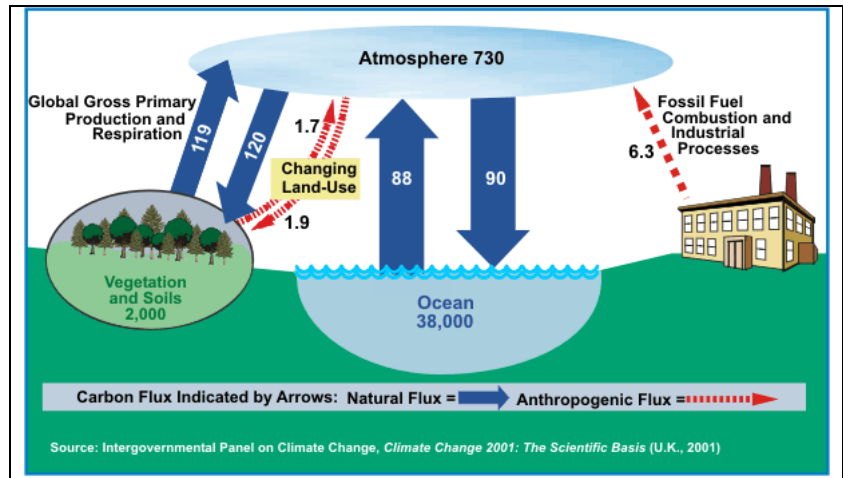 Atmosphere 730
Global Gross Primary
Production and
Respiration
119
120
1.7
Changing
Land-Use
1.9
88
90
Fossil Fuel
Combustion and
Industrial
Processes
6.3
Vegetation
and Soils
2,000
Ocean
38,000
Carbon Flux Indicated by Arrows: Natural Flux = Anthropogenic Flux =
Source: Intergovernmental Panel on Climate Change, Climate Change 2001: The Scientific Basis (U.K., 2001)